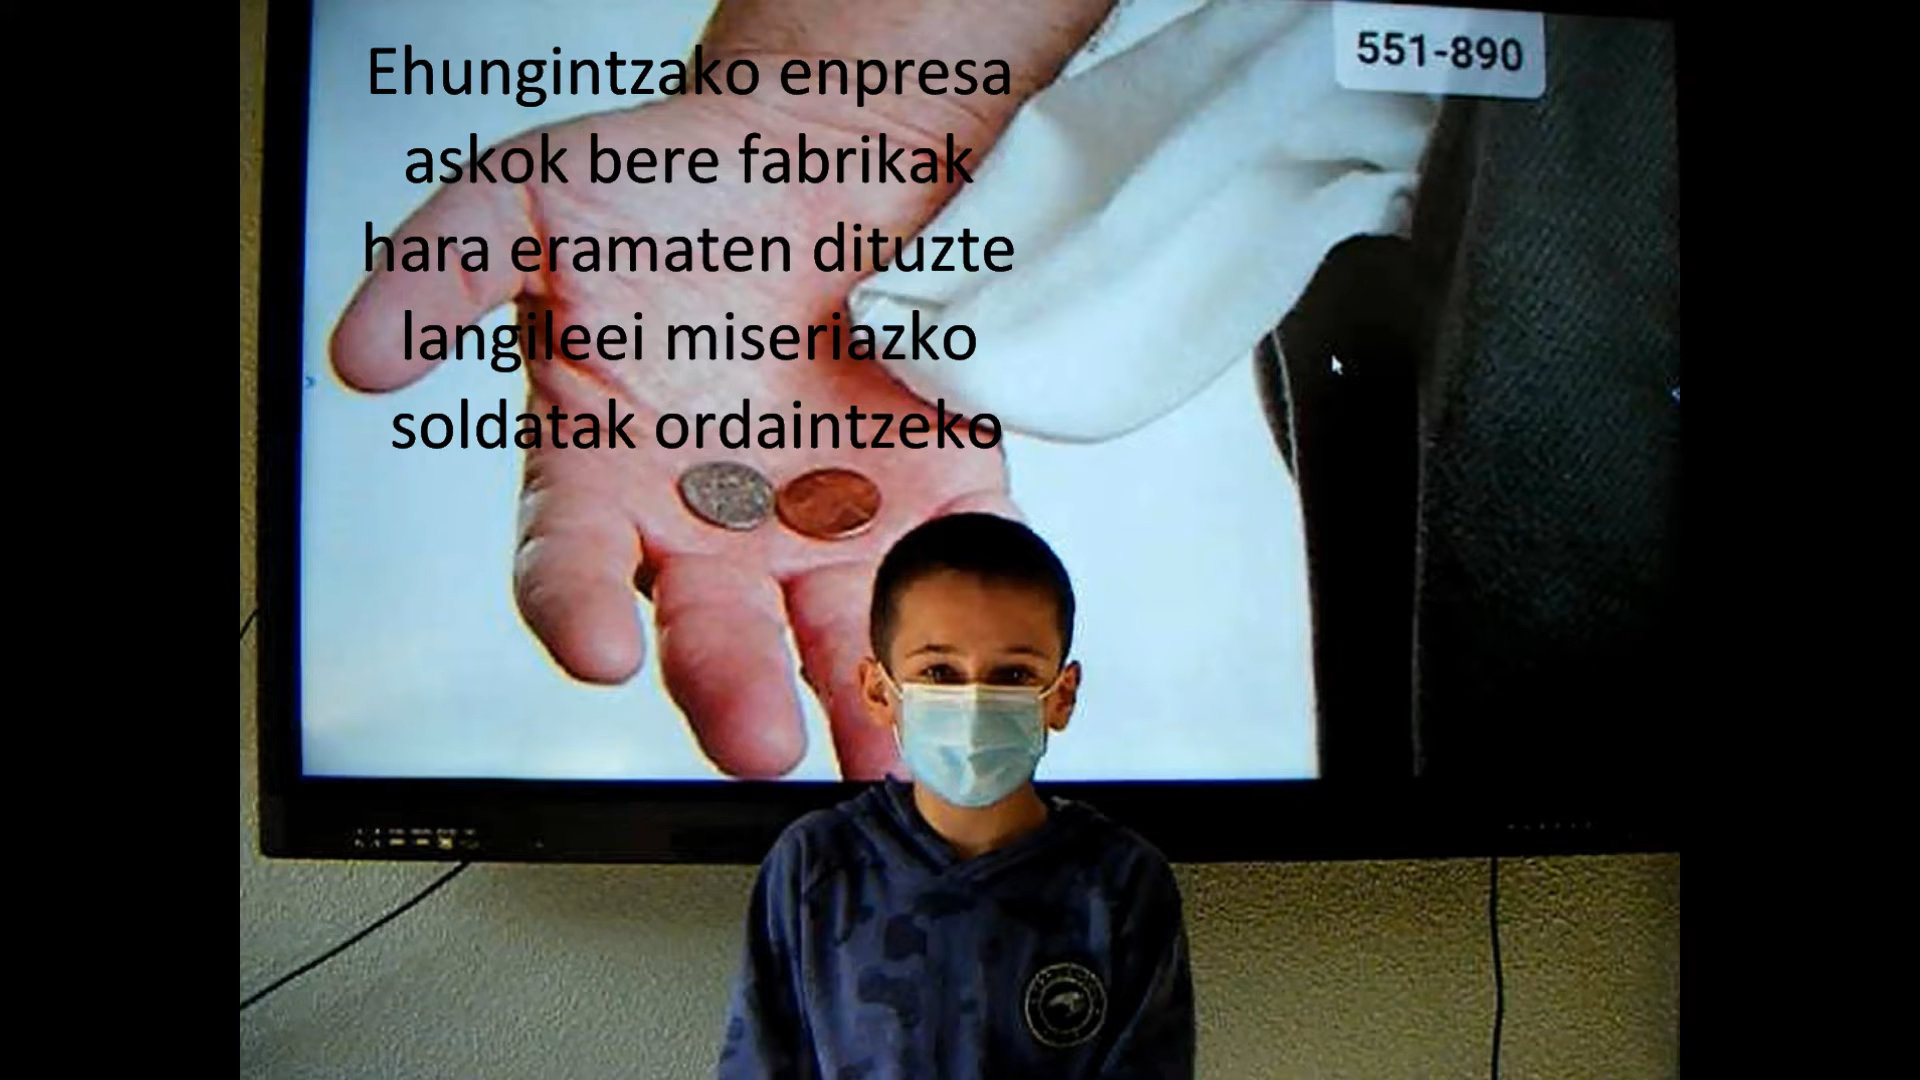 Ehungintzako enpresa
askok bere fabrikak
hara eramaten dituzte
langileei miseriazko
soldatak ordaintzeko
551-890